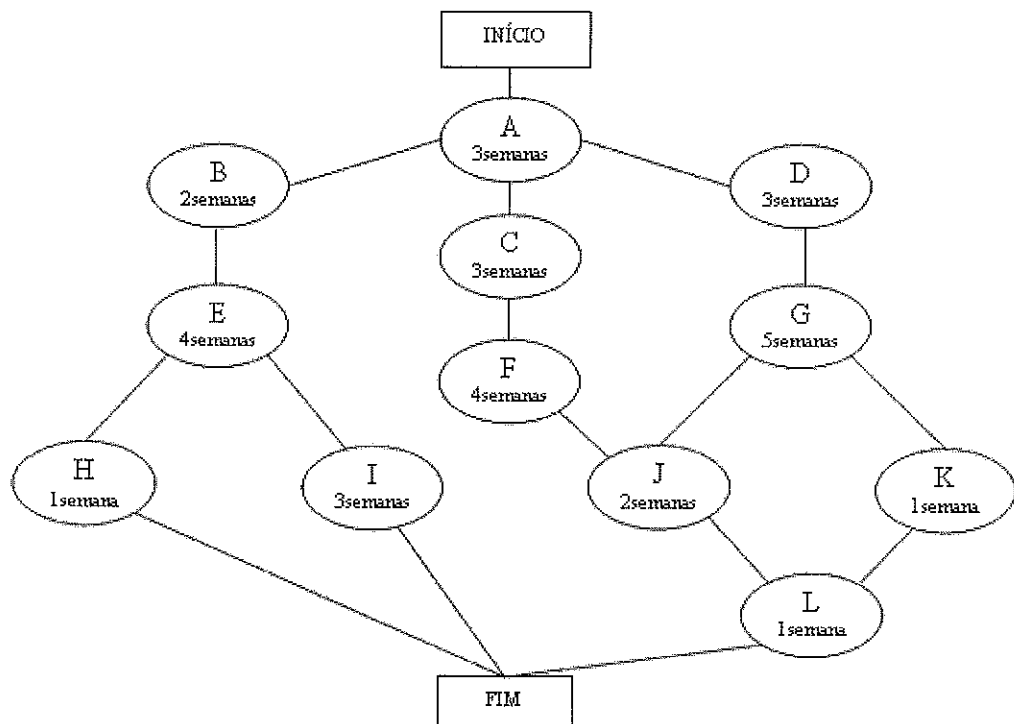 INÍCIO
A
3semanas
B
2semanas
D
3semanas
C
3semanas
E
4semanas
G
5semanas
F
4semanas
H
1semana
I
3semanas
J
2semanas
K
1semana
L
1semana
FIM